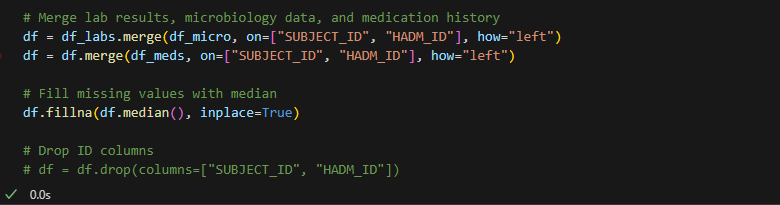 # Merge lab results, microbiology data, and medication history
df = df_labs.merge(df_micro, on=["SUBJECT_ID", "HADM_ID"], how="left")
df = df.merge(df_meds, on=["SUBJECT_ID", "HADM_ID"], how="left")
# Fill missing values with median
df.fillna(df.median(), inplace=True)
# Drop ID columns
# df = df.drop(columns=["SUBJECT_ID", "HADM_ID"])
0.0s